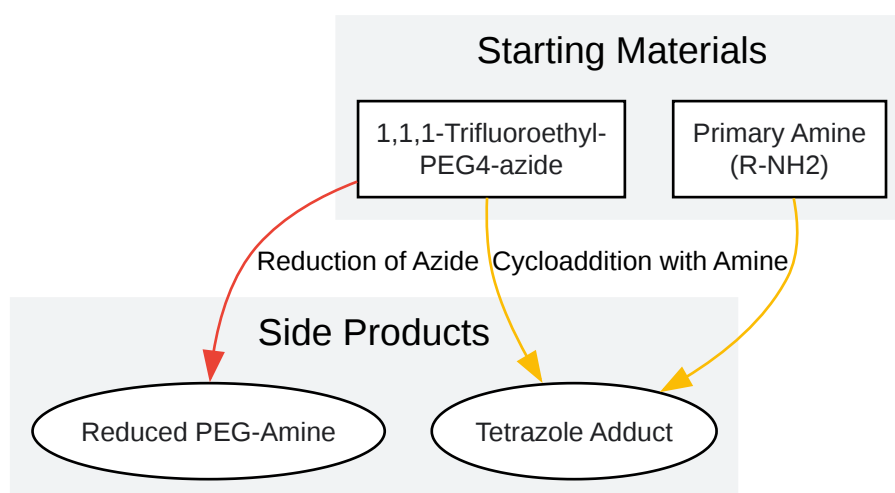 Starting Materials
1,1,1-Trifluoroethyl-
PEG4-azide
Primary Amine
(R-NH2)
Reduction of Azide
Cycloaddition with Amine
Side Products
Reduced PEG-Amine
Tetrazole Adduct